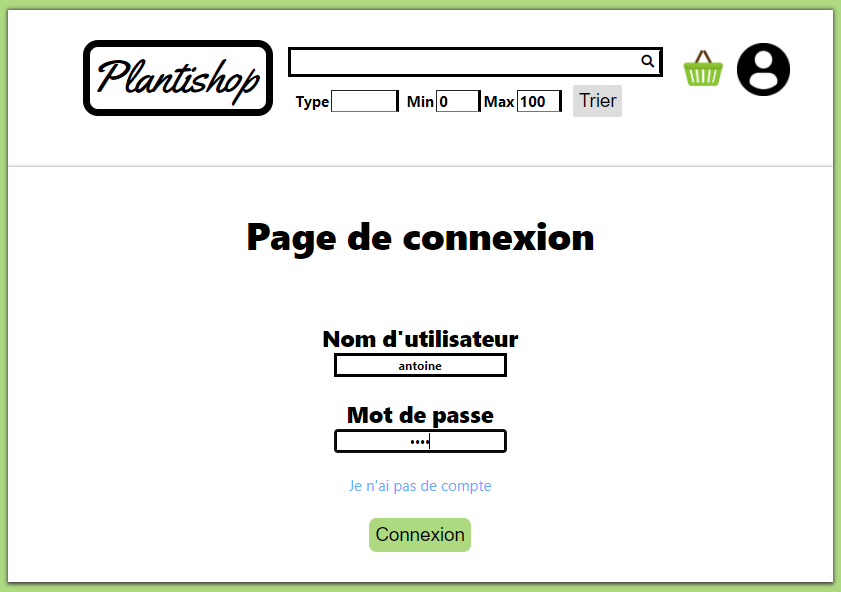 Plantishop
Type Min 0 Max 100 Trier
Page de connexion
Nom d'utilisateur
antoine
Mot de passe
••••
Je n'ai pas de compte
Connexion